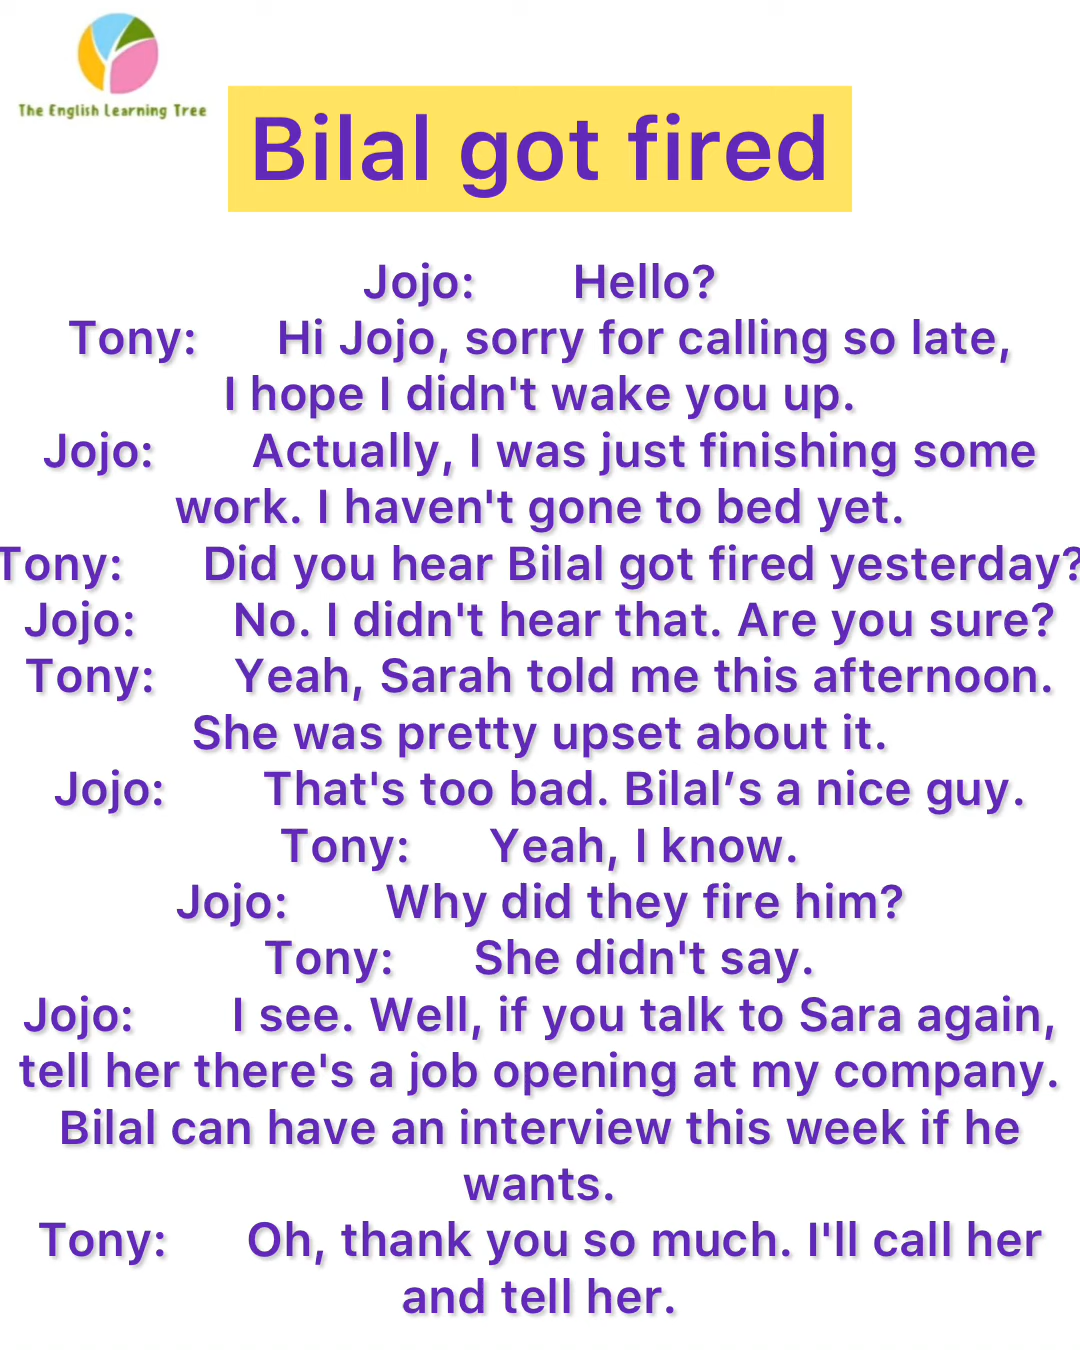 The English Learning Tree
Bilal got fired
Jojo: Hello?
Tony: Hi Jojo, sorry for calling so late,
I hope I didn't wake you up.
Jojo: Actually, I was just finishing some
work. I haven't gone to bed yet.
Tony: Did you hear Bilal got fired yesterday?
Jojo: No. I didn't hear that. Are you sure?
Tony: Yeah, Sarah told me this afternoon.
She was pretty upset about it.
Jojo: That's too bad. Bilal’s a nice guy.
Tony: Yeah, I know.
Jojo: Why did they fire him?
Tony: She didn't say.
Jojo: I see. Well, if you talk to Sara again,
tell her there's a job opening at my company.
Bilal can have an interview this week if he
wants.
Tony: Oh, thank you so much. I'll call her
and tell her.